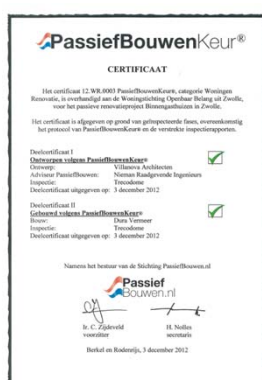 PassiefBouwenKeur®
CERTIFICAAT
Het certificaat 12.WR.0003 PassiefBouwenKeur®, categorie Woningen
Renovatie, is overhandigd aan de Woningstichting Openbaar Belang uit Zwolle,
voor het passieve renovatieproject Binnengasthuizen in Zwolle.
Het certificaat is afgegeven op grond van geïnspecteerde fases, overeenkomstig
het protocol van PassiefBouwenKeur® en de verstrekte inspectierapporten.
Deelcertificaat I
Ontworpen volgens PassiefBouwenKeur®
Ontwerp: Villanova Architecten
Adviseur PassiefBouwen: Nieman Raadgevende Ingenieurs
Inspectie: Trecodome
Deelcertificaat uitgegeven op: 3 december 2012
Deelcertificaat II
Gebouwd volgens PassiefBouwenKeur®
Bouw: Dura Vermeer
Inspectie: Trecodome
Deelcertificaat uitgegeven op: 3 december 2012
Namens het bestuur van de Stichting PassiefBouwen.nl
Passief
Bouwen.nl
Ir. C. Zijdeveld H. Nolles
voorzitter secretaris
Berkel en Rodenrijs, 3 december 2012